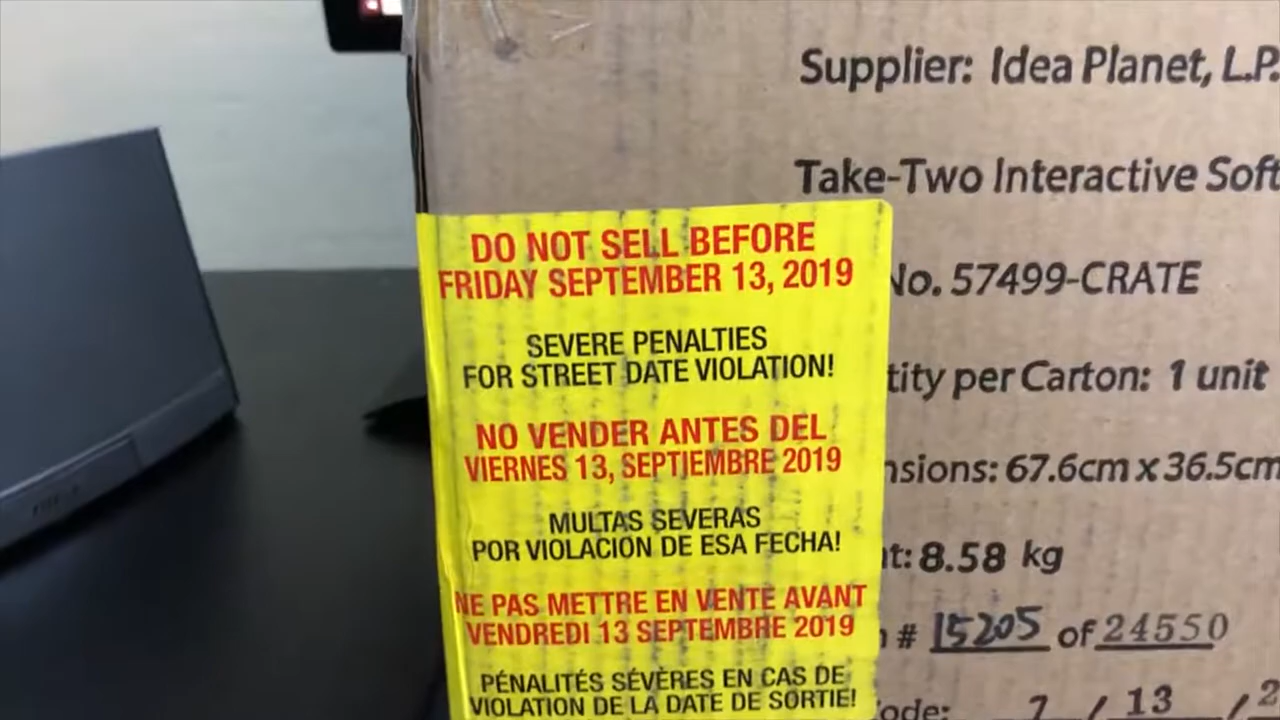 Supplier: Idea Planet, L.P.
Take-Two Interactive Soft
No. 57499-CRATE
tity per Carton: 1 unit
nsions: 67.6cm x 36.5cm
t: 8.58 kg
# 15205 of 24550
ode: 7 / 13 / 2
DO NOT SELL BEFORE
FRIDAY SEPTEMBER 13, 2019
SEVERE PENALTIES
FOR STREET DATE VIOLATION!
NO VENDER ANTES DEL
VIERNES 13, SEPTIEMBRE 2019
MULTAS SEVERAS
POR VIOLACION DE ESA FECHA!
NE PAS METTRE EN VENTE AVANT
VENDREDI 13 SEPTEMBRE 2019
PÉNALITÉS SÉVÈRES EN CAS DE
VIOLATION DE LA DATE DE SORTIE!